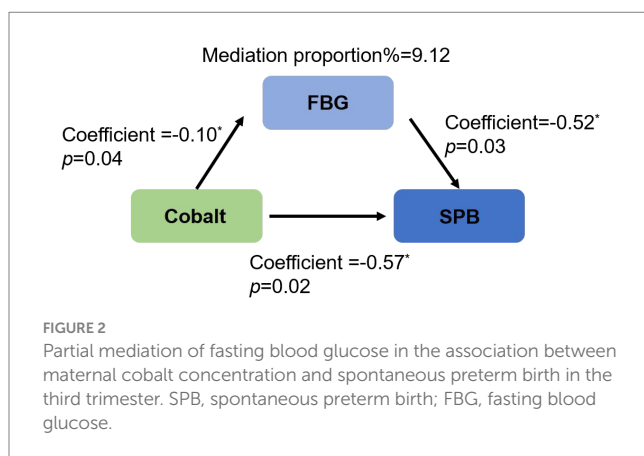 Mediation proportion%=9.12
FBG
Coefficient =-0.10*
p=0.04
Coefficient=-0.52*
p=0.03
Cobalt
SPB
Coefficient =-0.57*
p=0.02
FIGURE 2
Partial mediation of fasting blood glucose in the association between
maternal cobalt concentration and spontaneous preterm birth in the
third trimester. SPB, spontaneous preterm birth; FBG, fasting blood
glucose.